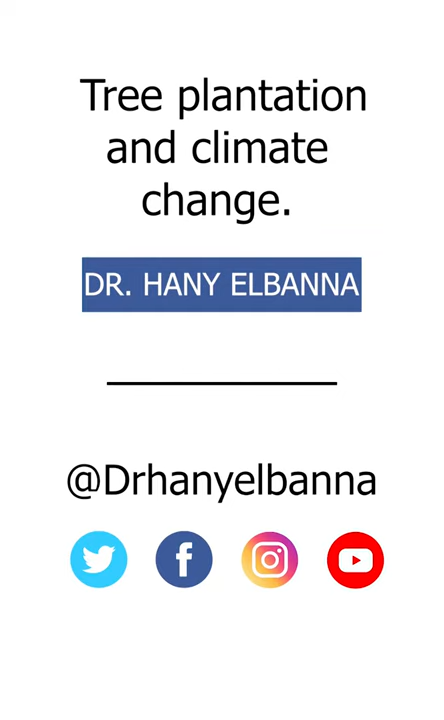 Tree plantation
and climate
change.
DR. HANY ELBANNA
@Drhanyelbanna